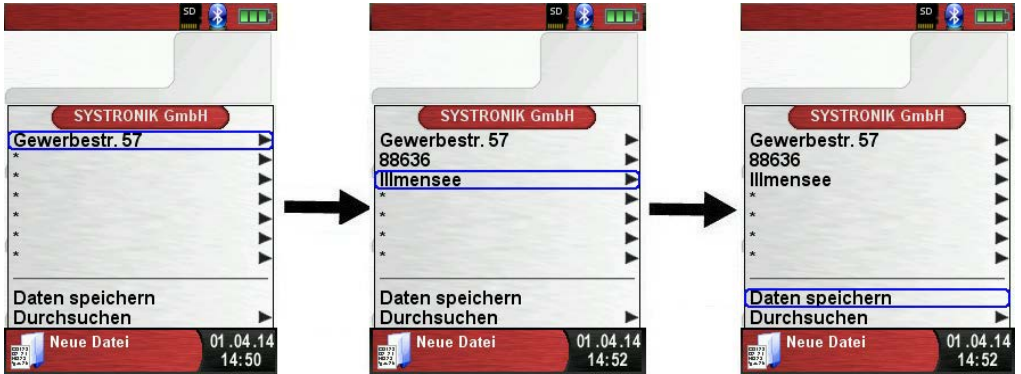 SD
SYSTRONIK GmbH
Gewerbestr. 57
*
*
*
*
*
*
Daten speichern
Durchsuchen
Neue Datei
01.04.14
14:50
SD
SYSTRONIK GmbH
Gewerbestr. 57
88636
Illmensee
*
*
*
*
Daten speichern
Durchsuchen
Neue Datei
01.04.14
14:52
SD
SYSTRONIK GmbH
Gewerbestr. 57
88636
Illmensee
*
*
*
*
Daten speichern
Durchsuchen
Neue Datei
01.04.14
14:52